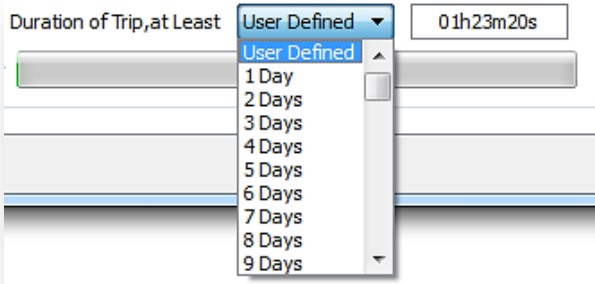 Duration of Trip,at Least User Defined 01h23m20s
User Defined
1 Day
2 Days
3 Days
4 Days
5 Days
6 Days
7 Days
8 Days
9 Days